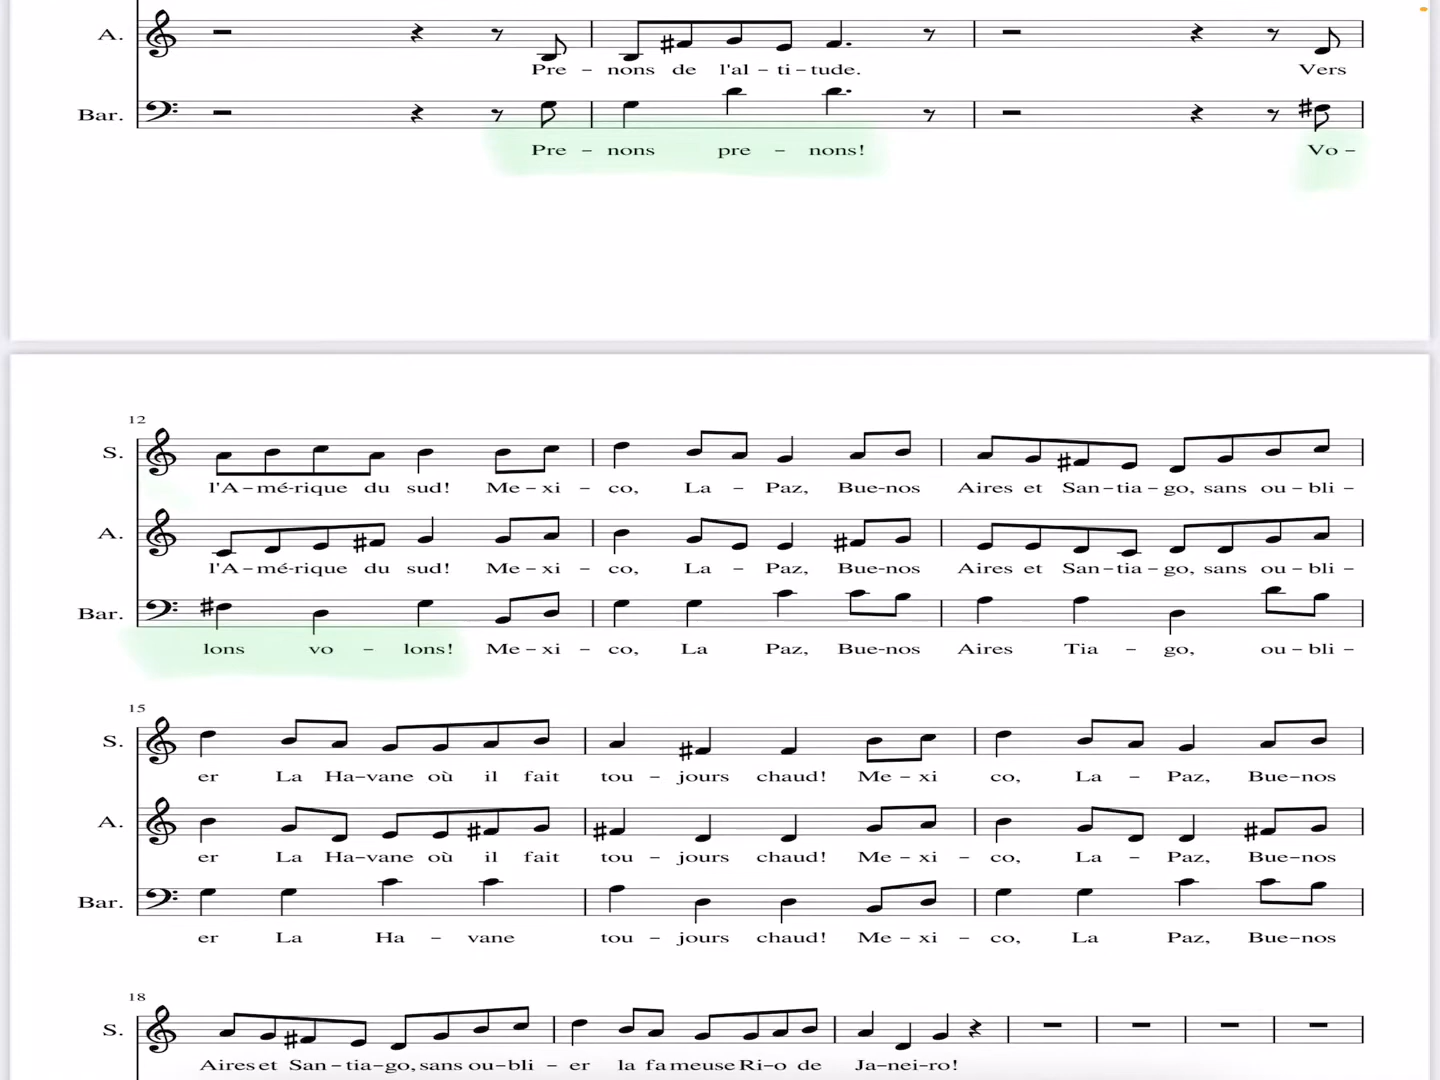 A.
Pre - nons de l'al - ti - tude. Vers
Bar.
Pre - nons pre - nons! Vo -
12
S.
l'A - mé - rique du sud! Me - xi - co, La - Paz, Bue - nos Aires et San - tia - go, sans ou - bli -
A.
l'A - mé - rique du sud! Me - xi - co, La - Paz, Bue - nos Aires et San - tia - go, sans ou - bli -
Bar.
lons vo - lons! Me - xi - co, La Paz, Bue - nos Aires Tia - go, ou - bli -
15
S.
er La Ha - vane où il fait tou - jours chaud! Me - xi co, La - Paz, Bue - nos
A.
er La Ha - vane où il fait tou - jours chaud! Me - xi - co, La - Paz, Bue - nos
Bar.
er La Ha - vane tou - jours chaud! Me - xi - co, La Paz, Bue - nos
18
S.
Aires et San - tia - go, sans ou - bli - er la fameuse Ri - o de Ja - nei - ro!